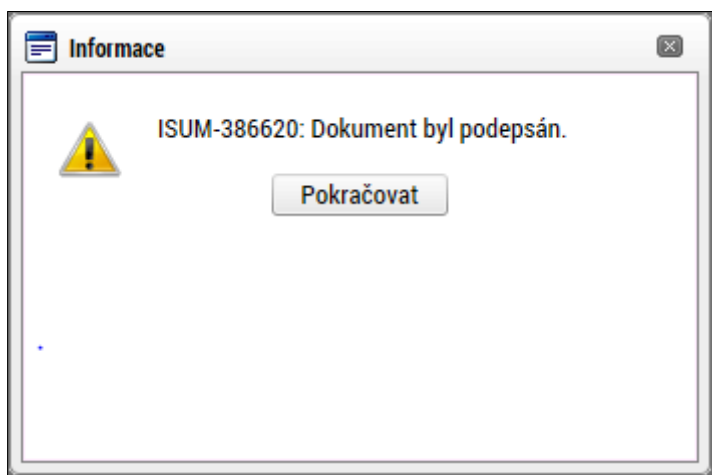 Informace
ISUM-386620: Dokument byl podepsán.
Pokračovat